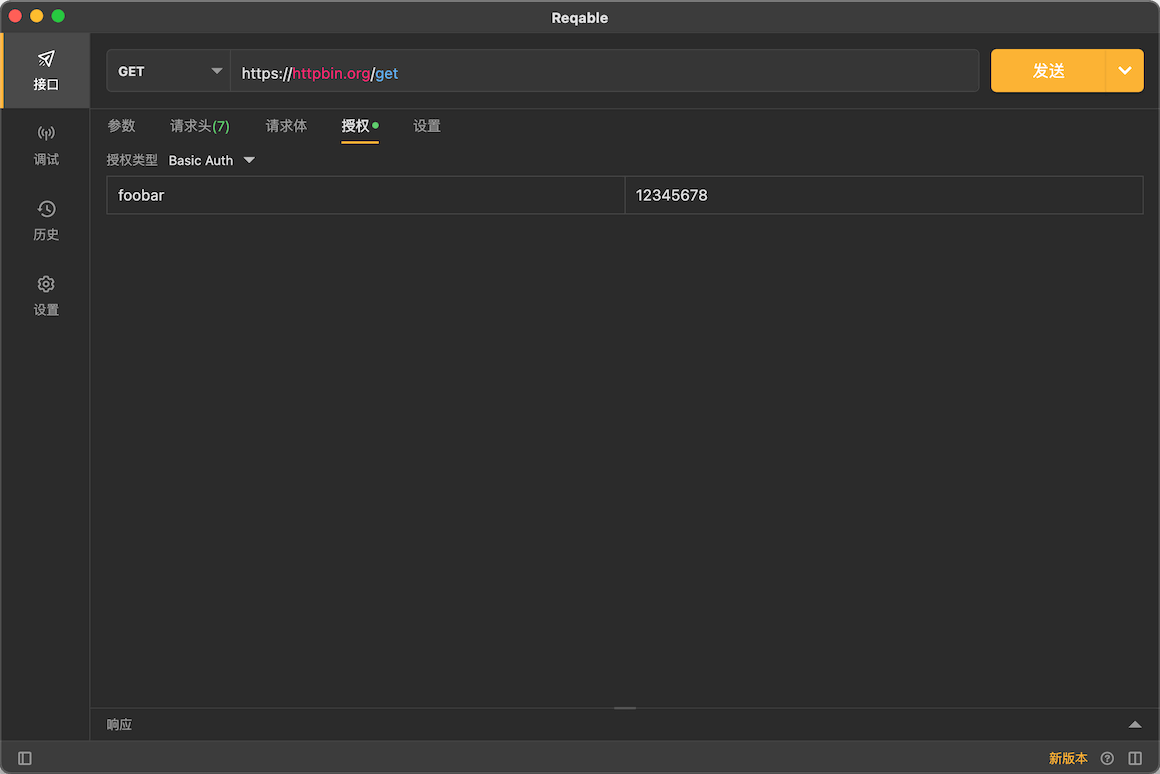 Reqable
接口
调试
历史
设置
GET
https://httpbin.org/get
发送
参数
请求头(7)
请求体
授权
设置
授权类型 Basic Auth
foobar
12345678
响应
新版本